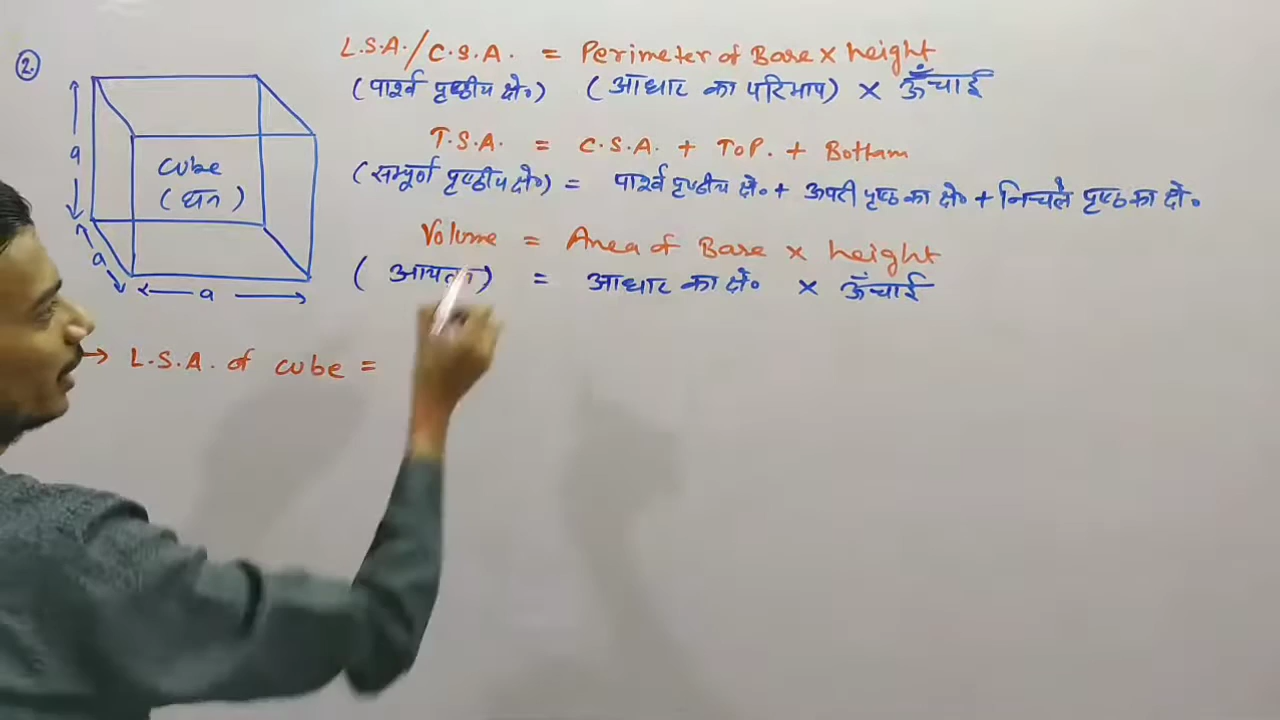 2.
L.S.A./C.S.A. = Perimeter of Base × height
(पार्श्व पृष्ठीय क्षे०) (आधार का परिमाप) × ऊँचाई
T.S.A. = C.S.A. + ToP. + Bottam
(सम्पूर्ण पृष्ठीय क्षे०) = पार्श्व पृष्ठीय क्षे० + ऊपरी पृष्ठ का क्षे० + निचले पृष्ठ का क्षे०
Volume = Area of Base × height
(आयतन) = आधार का क्षे० × ऊँचाई
a
cube
(घन)
a
a
→ L.S.A. of cube =